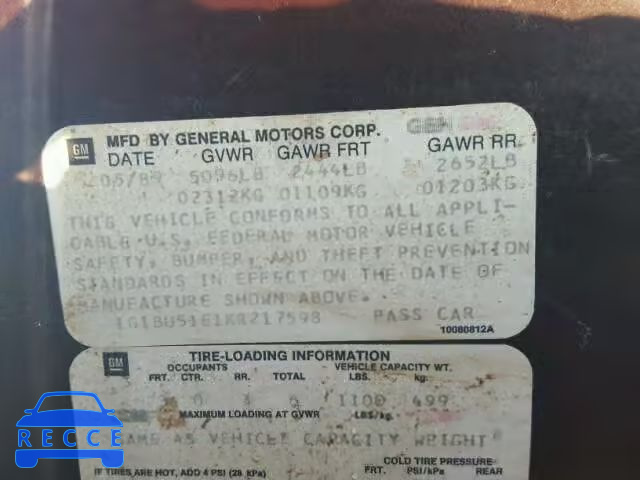 GM MFD BY GENERAL MOTORS CORP.
DATE GVWR GAWR FRT GAWR RR.
05/89 5096LB 2444LB 2652LB
02312KG 01109KG 01203KG
THIS VEHICLE CONFORMS TO ALL APPLI-
CABLE U.S. FEDERAL MOTOR VEHICLE
SAFETY, BUMPER, AND THEFT PREVENTION
STANDARDS IN EFFECT ON THE DATE OF
MANUFACTURE SHOWN ABOVE.
1G1BU51E1KR217598 PASS CAR
10080812A
GM TIRE-LOADING INFORMATION
OCCUPANTS VEHICLE CAPACITY WT.
FRT. CTR. RR. TOTAL LBS. kg.
0 1100 499
MAXIMUM LOADING AT GVWR LBS/kg.
SAME AS VEHICLE CAPACITY WEIGHT
COLD TIRE PRESSURE
IF TIRES ARE HOT, ADD 4 PSI (28 KPa) FRT. PSI/kPa REAR
RECCE